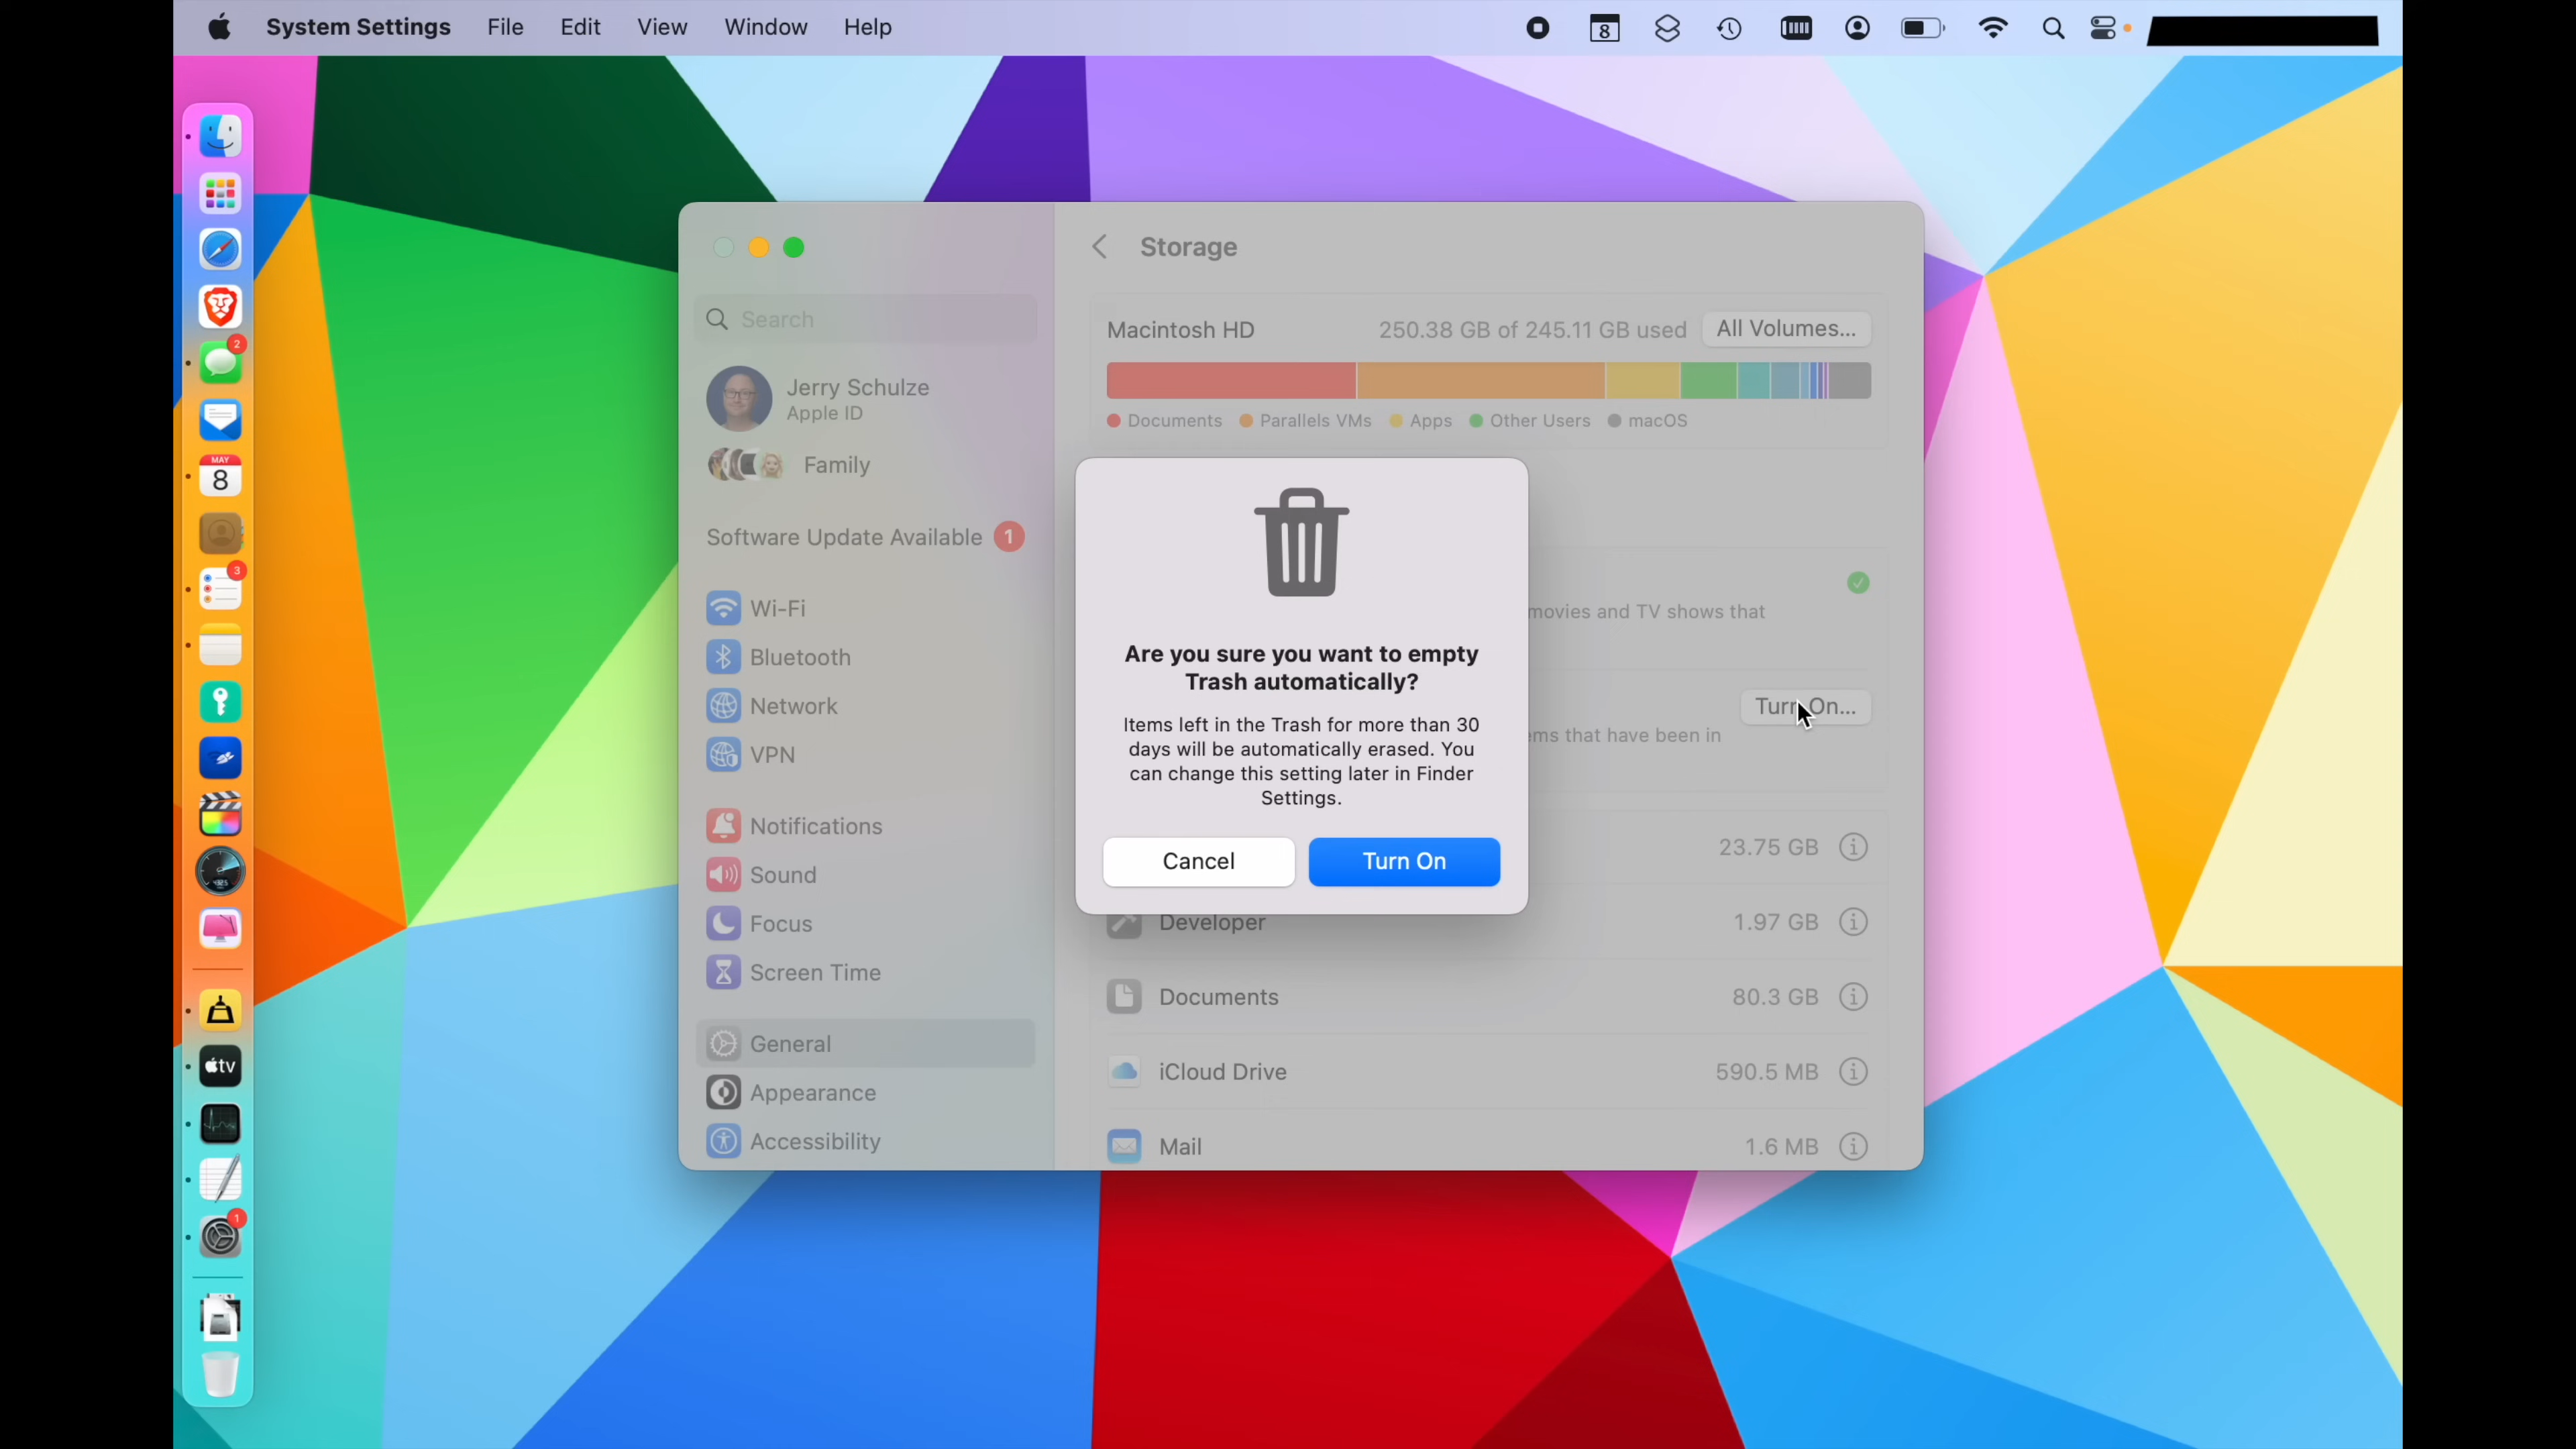 System Settings File Edit View Window Help
8
Storage
Search
Macintosh HD 250.38 GB of 245.11 GB used All Volumes...
Documents Parallels VMs Apps Other Users macOS
Jerry Schulze
Apple ID
Family
Software Update Available 1
Wi-Fi
Bluetooth
Network
VPN
Notifications
Sound
Focus
Screen Time
General
Appearance
Accessibility
Are you sure you want to empty
Trash automatically?
Items left in the Trash for more than 30
days will be automatically erased. You
can change this setting later in Finder
Settings.
Cancel Turn On
movies and TV shows that
Turn On...
ems that have been in
23.75 GB
Developer 1.97 GB
Documents 80.3 GB
iCloud Drive 590.5 MB
Mail 1.6 MB
2
MAY
8
3
tv
1